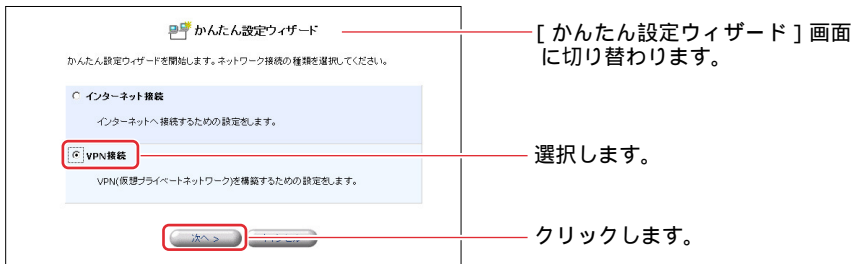 かんたん設定ウィザード
[ かんたん設定ウィザード ] 画面
に切り替わります。
かんたん設定ウィザードを開始します。ネットワーク接続の種類を選択してください。
インターネット接続
インターネットへ接続するための設定をします。
VPN接続
選択します。
VPN(仮想プライベートネットワーク)を構築するための設定をします。
次へ >
クリックします。